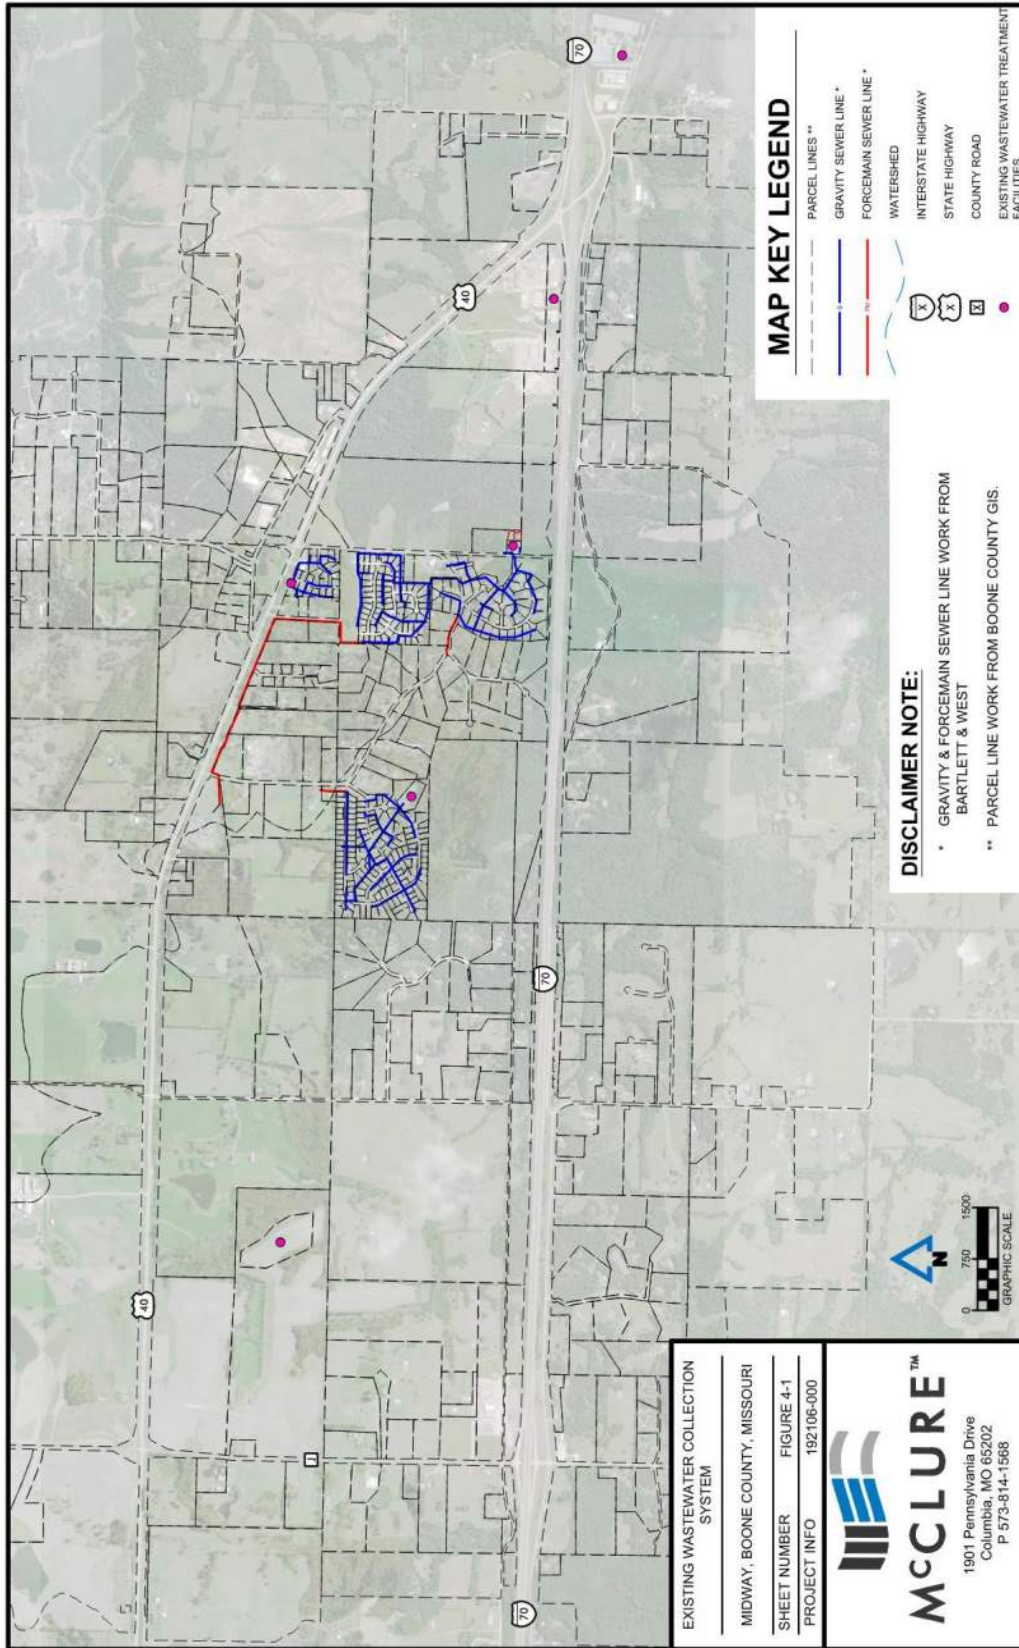 70
40
70
40
J
70
MAP KEY LEGEND
PARCEL LINES **
GRAVITY SEWER LINE *
FORCEMAIN SEWER LINE *
WATERSHED
X
INTERSTATE HIGHWAY
X
STATE HIGHWAY
X
COUNTY ROAD
EXISTING WASTEWATER TREATMENT
FACILITIES
DISCLAIMER NOTE:
* GRAVITY & FORCEMAIN SEWER LINE WORK FROM
BARTLETT & WEST
** PARCEL LINE WORK FROM BOONE COUNTY GIS.
N
0 750 1500
GRAPHIC SCALE
EXISTING WASTEWATER COLLECTION
SYSTEM
MIDWAY, BOONE COUNTY, MISSOURI
SHEET NUMBER FIGURE 4-1
PROJECT INFO 192106-000
McCLURE™
1901 Pennsylvania Drive
Columbia, MO 65202
P 573-814-1568